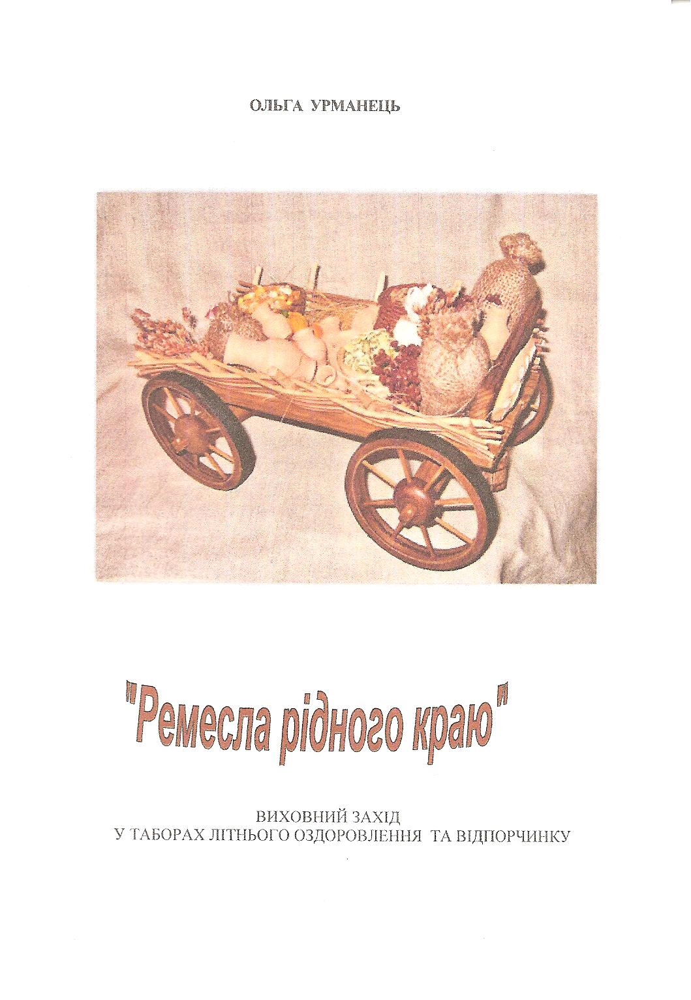 ОЛЬГА УРМАНЕЦЬ
"Ремесла рідного краю"
ВИХОВНИЙ ЗАХІД
У ТАБОРАХ ЛІТНЬОГО ОЗДОРОВЛЕННЯ ТА ВІДПОРЧИНКУ